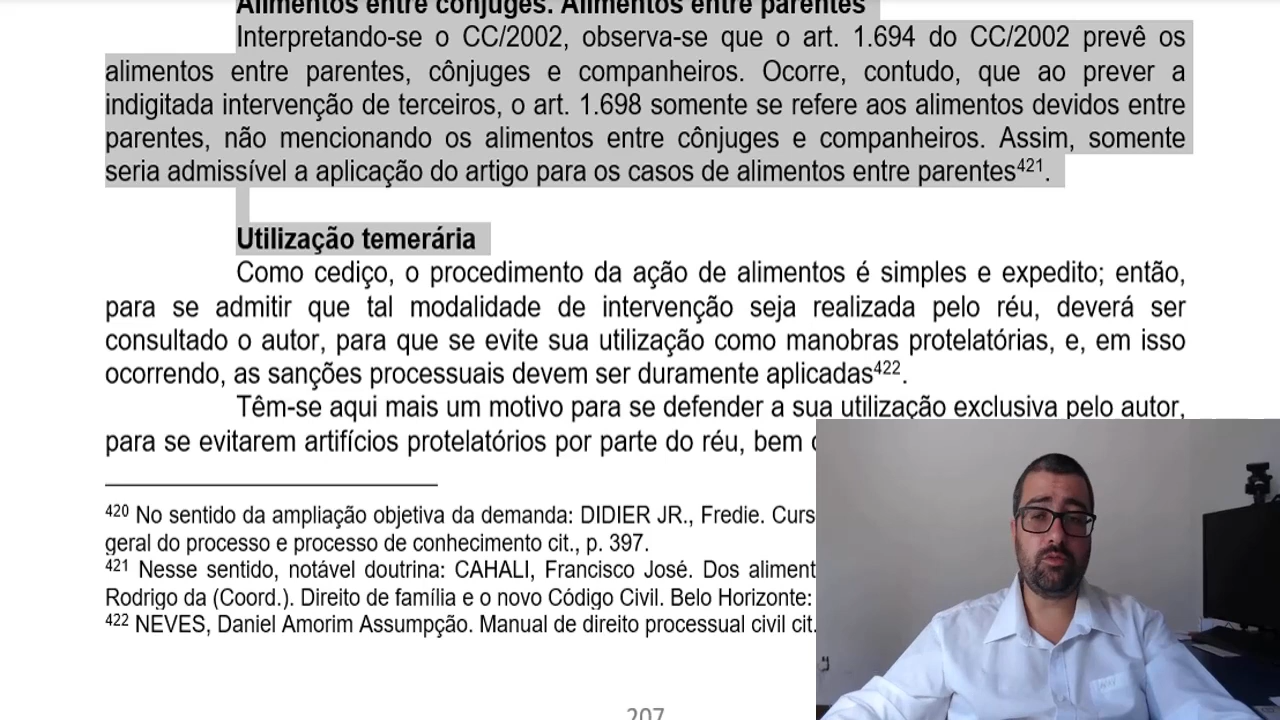 Alimentos entre cônjuges. Alimentos entre parentes
Interpretando-se o CC/2002, observa-se que o art. 1.694 do CC/2002 prevê os
alimentos entre parentes, cônjuges e companheiros. Ocorre, contudo, que ao prever a
indigitada intervenção de terceiros, o art. 1.698 somente se refere aos alimentos devidos entre
parentes, não mencionando os alimentos entre cônjuges e companheiros. Assim, somente
seria admissível a aplicação do artigo para os casos de alimentos entre parentes⁴²¹.
Utilização temerária
Como cediço, o procedimento da ação de alimentos é simples e expedito; então,
para se admitir que tal modalidade de intervenção seja realizada pelo réu, deverá ser
consultado o autor, para que se evite sua utilização como manobras protelatórias, e, em isso
ocorrendo, as sanções processuais devem ser duramente aplicadas⁴²².
Têm-se aqui mais um motivo para se defender a sua utilização exclusiva pelo autor,
para se evitarem artifícios protelatórios por parte do réu, bem
⁴²⁰ No sentido da ampliação objetiva da demanda: DIDIER JR., Fredie. Curs
geral do processo e processo de conhecimento cit., p. 397.
⁴²¹ Nesse sentido, notável doutrina: CAHALI, Francisco José. Dos aliment
Rodrigo da (Coord.). Direito de família e o novo Código Civil. Belo Horizonte:
⁴²² NEVES, Daniel Amorim Assumpção. Manual de direito processual civil cit.
207